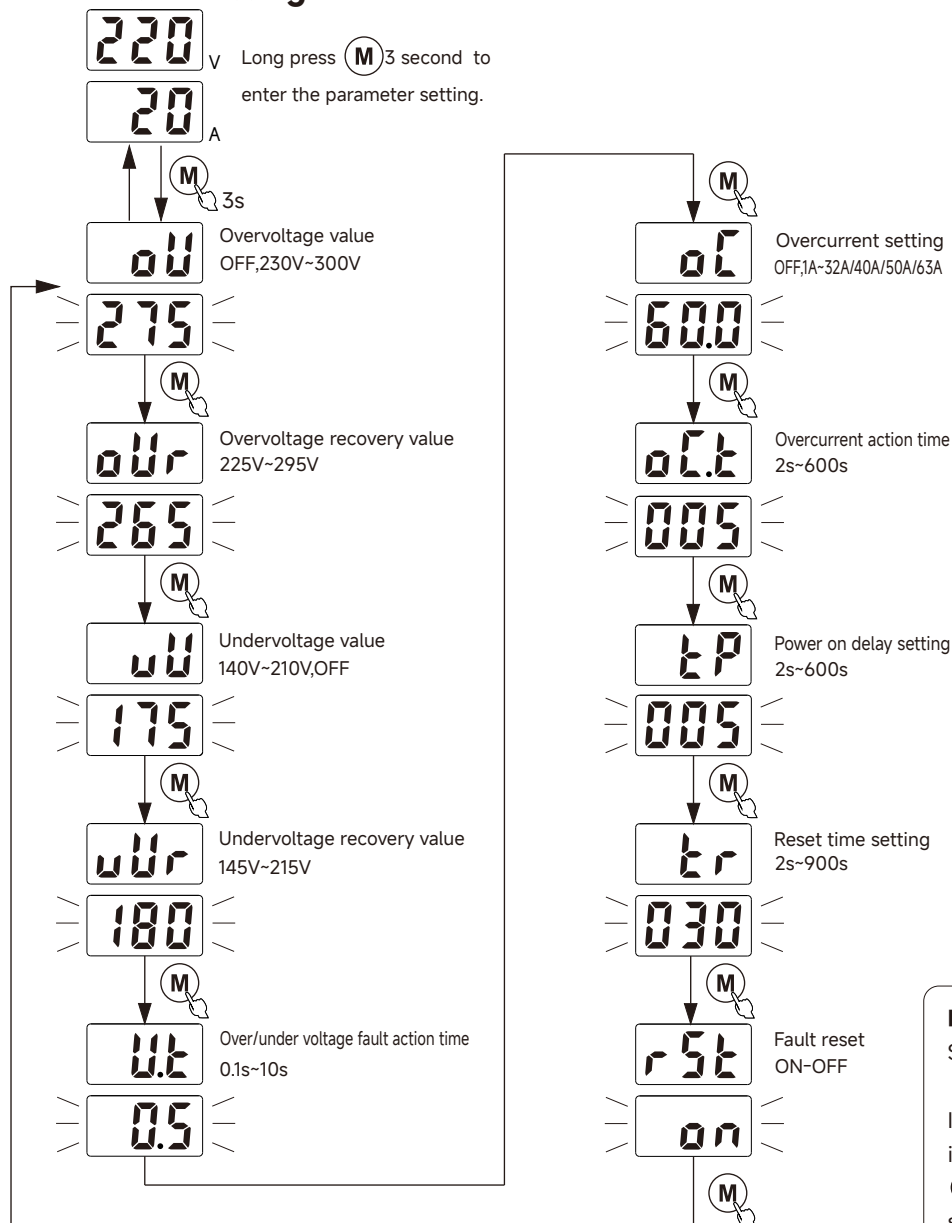 220 V
Long press M 3 second to
enter the parameter setting.
20 A
M
3s
oU
Overvoltage value
OFF,230V~300V
275
M
oUr
Overvoltage recovery value
225V~295V
265
M
uU
Undervoltage value
140V~210V,OFF
175
M
uUr
Undervoltage recovery value
145V~215V
180
M
U.t
Over/under voltage fault action time
0.1s~10s
0.5
M
oC
Overcurrent setting
OFF,1A~32A/40A/50A/63A
60.0
M
oC.t
Overcurrent action time
2s~600s
005
M
tP
Power on delay setting
2s~600s
005
M
tr
Reset time setting
2s~900s
030
M
rSt
Fault reset
ON-OFF
on
M